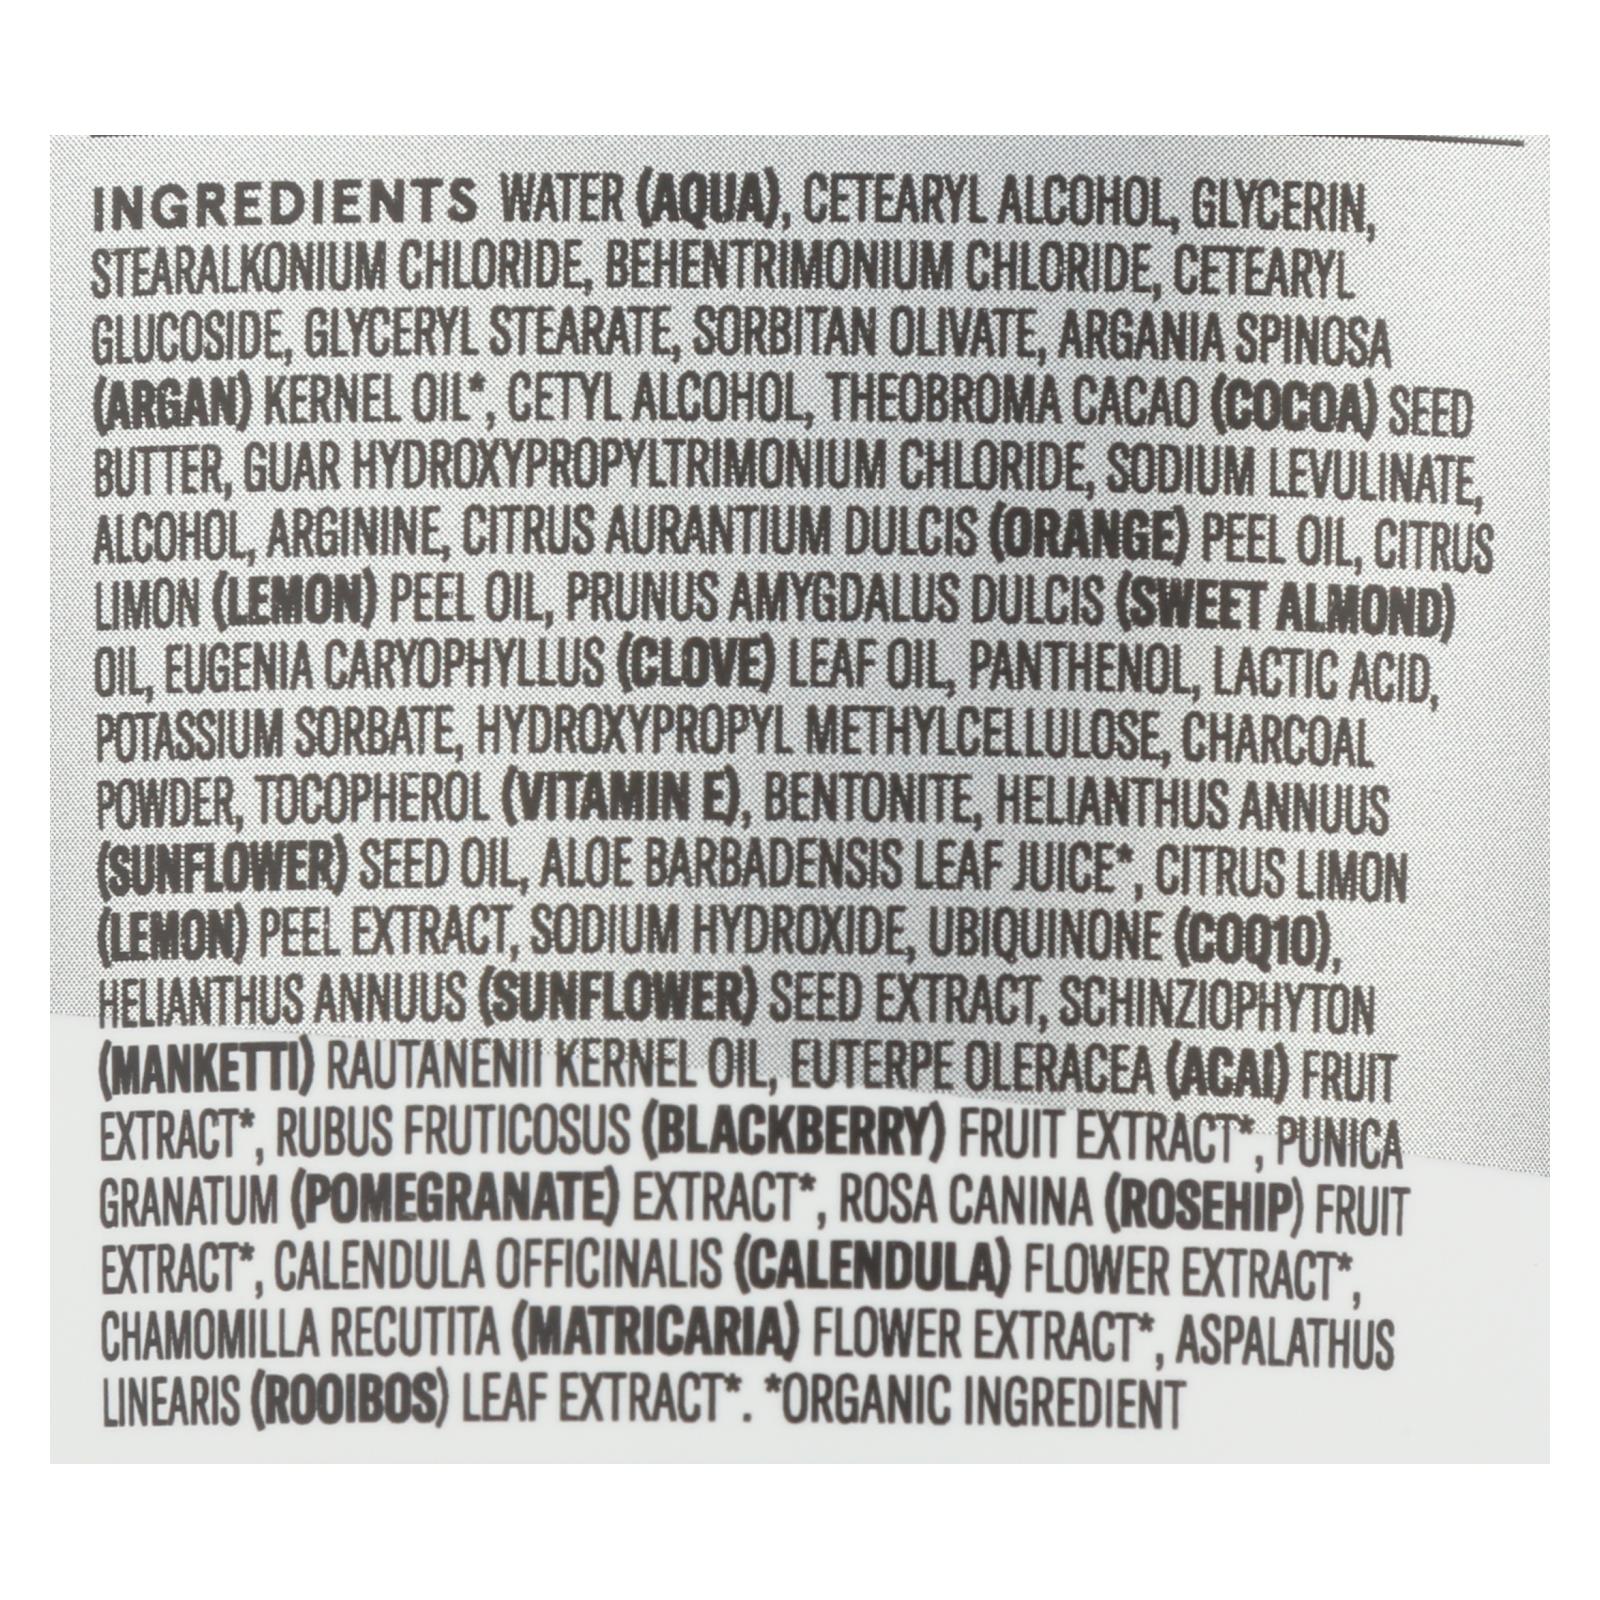 INGREDIENTS WATER (AQUA), CETEARYL ALCOHOL, GLYCERIN,
STEARALKONIUM CHLORIDE, BEHENTRIMONIUM CHLORIDE, CETEARYL
GLUCOSIDE, GLYCERYL STEARATE, SORBITAN OLIVATE, ARGANIA SPINOSA
(ARGAN) KERNEL OIL*, CETYL ALCOHOL, THEOBROMA CACAO (COCOA) SEED
BUTTER, GUAR HYDROXYPROPYLTRIMONIUM CHLORIDE, SODIUM LEVULINATE,
ALCOHOL, ARGININE, CITRUS AURANTIUM DULCIS (ORANGE) PEEL OIL, CITRUS
LIMON (LEMON) PEEL OIL, PRUNUS AMYGDALUS DULCIS (SWEET ALMOND)
OIL, EUGENIA CARYOPHYLLUS (CLOVE) LEAF OIL, PANTHENOL, LACTIC ACID,
POTASSIUM SORBATE, HYDROXYPROPYL METHYLCELLULOSE, CHARCOAL
POWDER, TOCOPHEROL (VITAMIN E), BENTONITE, HELIANTHUS ANNUUS
(SUNFLOWER) SEED OIL, ALOE BARBADENSIS LEAF JUICE*, CITRUS LIMON
(LEMON) PEEL EXTRACT, SODIUM HYDROXIDE, UBIQUINONE (COQ10),
HELIANTHUS ANNUUS (SUNFLOWER) SEED EXTRACT, SCHINZIOPHYTON
(MANKETTI) RAUTANENII KERNEL OIL, EUTERPE OLERACEA (ACAI) FRUIT
EXTRACT*, RUBUS FRUTICOSUS (BLACKBERRY) FRUIT EXTRACT*, PUNICA
GRANATUM (POMEGRANATE) EXTRACT*, ROSA CANINA (ROSEHIP) FRUIT
EXTRACT*, CALENDULA OFFICINALIS (CALENDULA) FLOWER EXTRACT*,
CHAMOMILLA RECUTITA (MATRICARIA) FLOWER EXTRACT*, ASPALATHUS
LINEARIS (ROOIBOS) LEAF EXTRACT*. *ORGANIC INGREDIENT